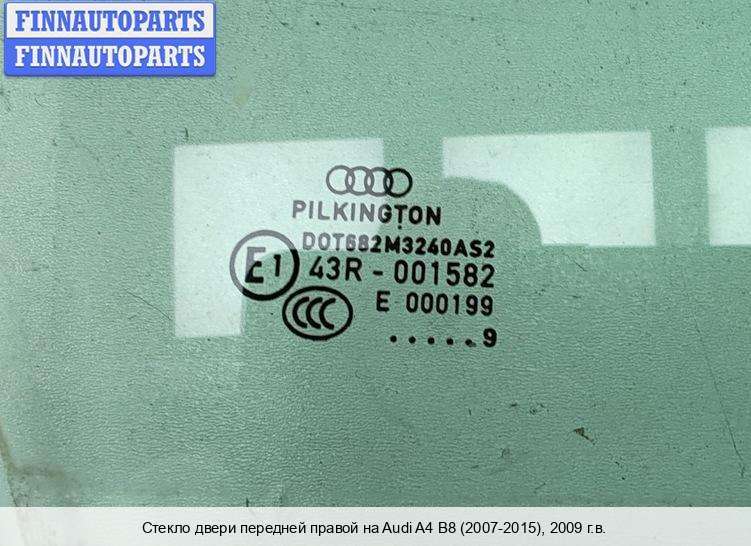 FINNAUTOPARTS
FINNAUTOPARTS
PILKINGTON
DOT682M3240AS2
E1 43R - 001582
CCC E 000199
. . . . . . 9
Стекло двери передней правой на Audi A4 B8 (2007-2015), 2009 г.в.